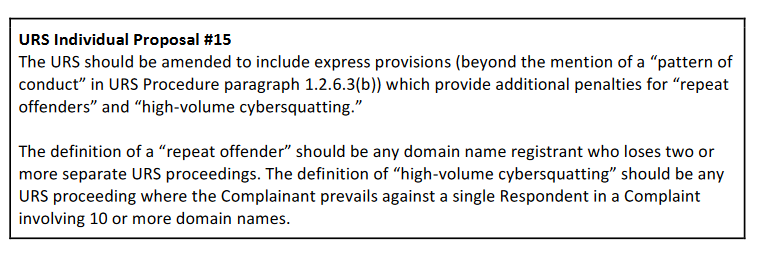 URS Individual Proposal #15
The URS should be amended to include express provisions (beyond the mention of a “pattern of
conduct” in URS Procedure paragraph 1.2.6.3(b)) which provide additional penalties for “repeat
offenders” and “high-volume cybersquatting.”
The definition of a “repeat offender” should be any domain name registrant who loses two or
more separate URS proceedings. The definition of “high-volume cybersquatting” should be any
URS proceeding where the Complainant prevails against a single Respondent in a Complaint
involving 10 or more domain names.